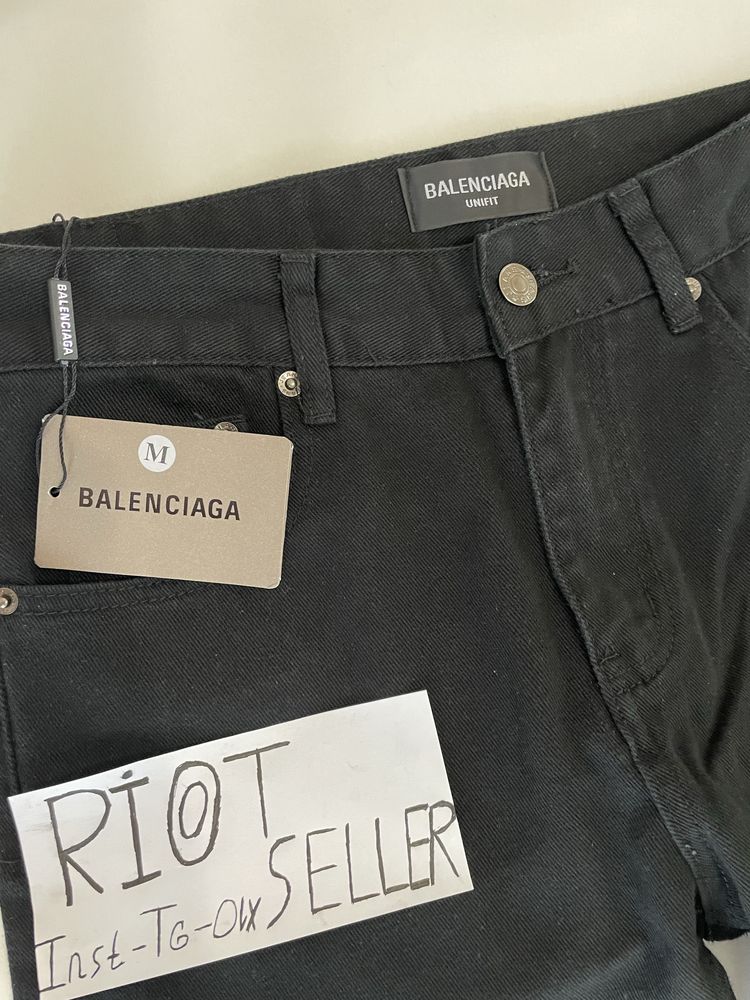 BALENCIAGA
UNIFIT
BALENCIAGA
M
BALENCIAGA
RiOT
SELLER
Inst-TG-Olx